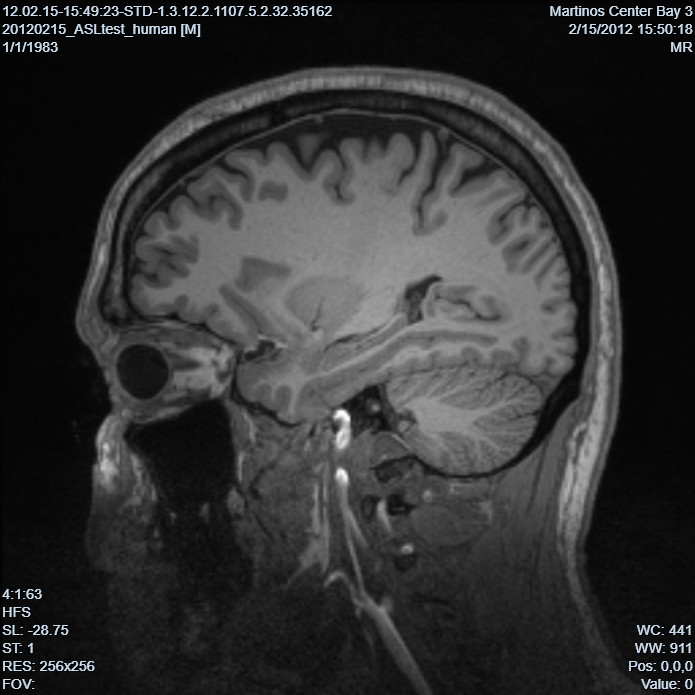 12.02.15-15:49:23-STD-1.3.12.2.1107.5.2.32.35162
20120215_ASLtest_human [M]
1/1/1983
Martinos Center Bay 3
2/15/2012 15:50:18
MR
4:1:63
HFS
SL: -28.75
ST: 1
RES: 256x256
FOV:
WC: 441
WW: 911
Pos: 0,0,0
Value: 0